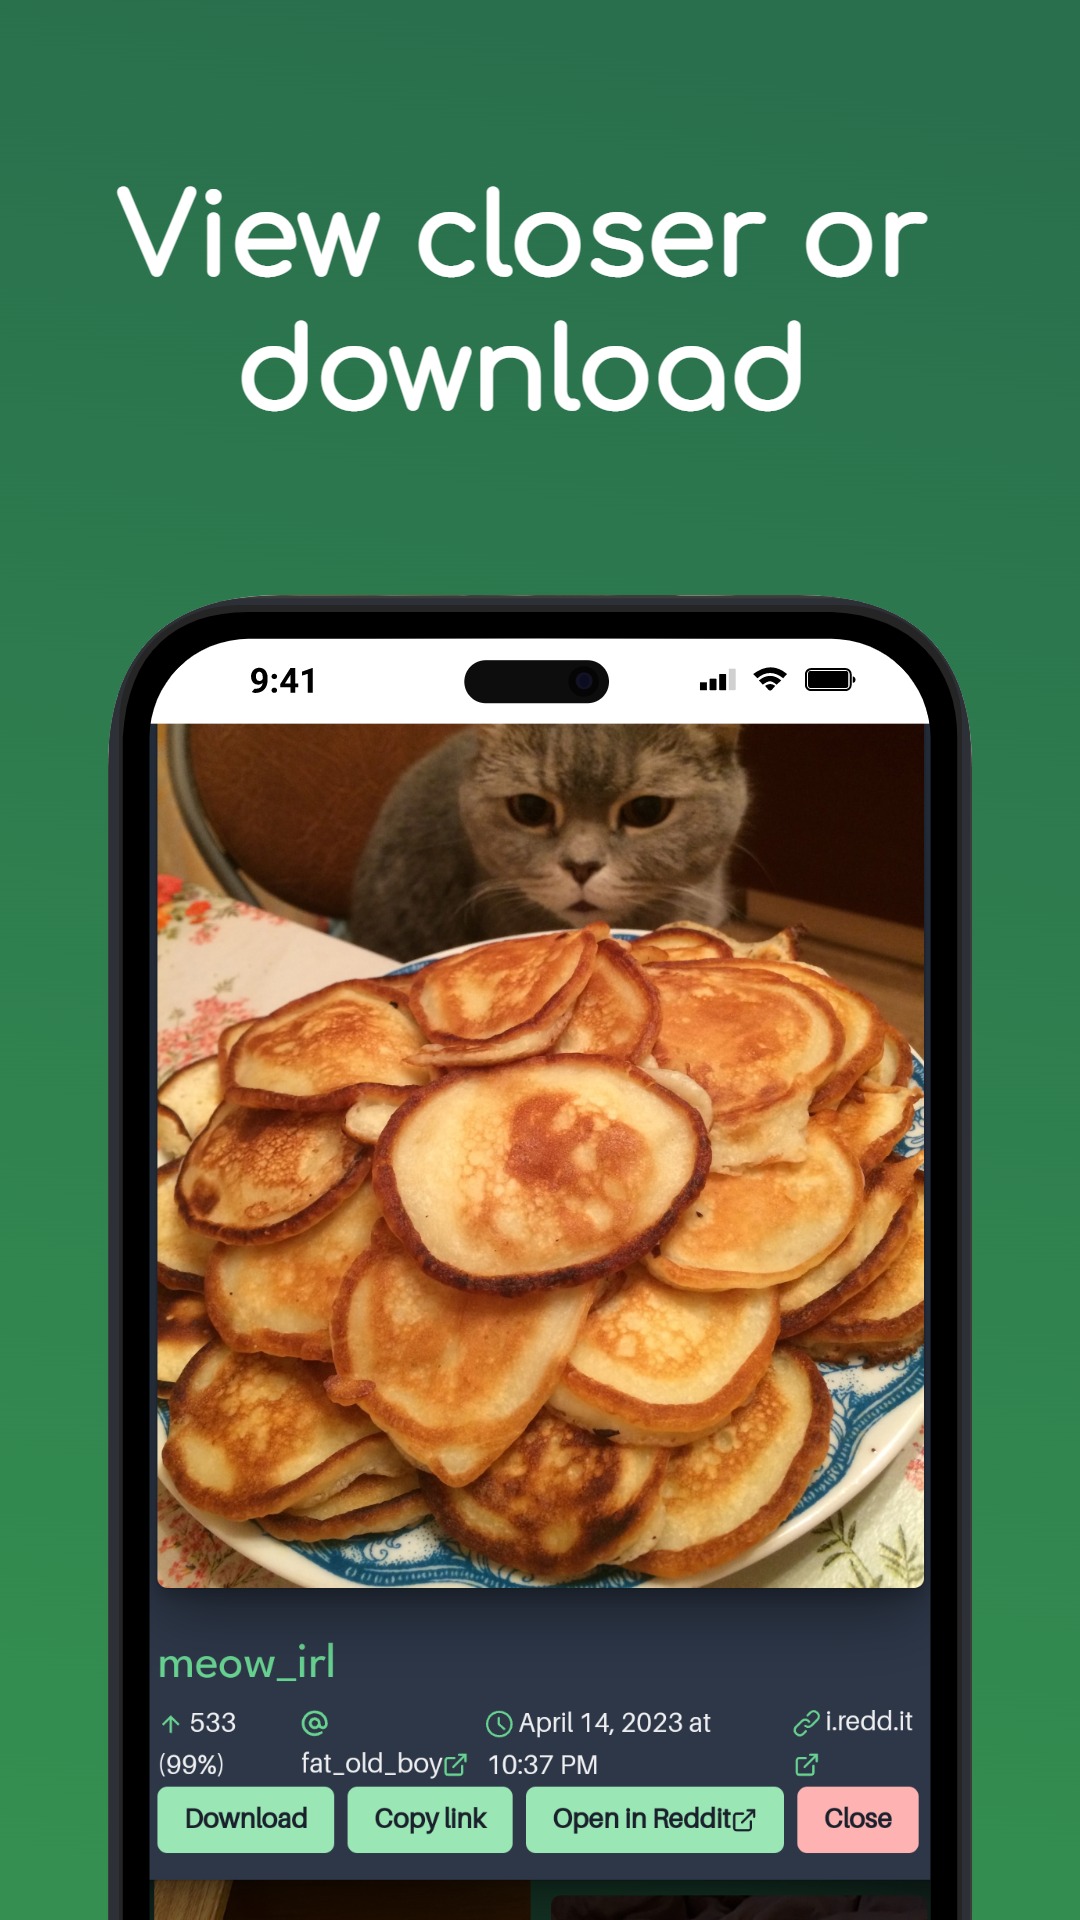 View closer or
download
9:41
meow_irl
533 (99%)
fat_old_boy
April 14, 2023 at 10:37 PM
i.redd.it
Download
Copy link
Open in Reddit
Close